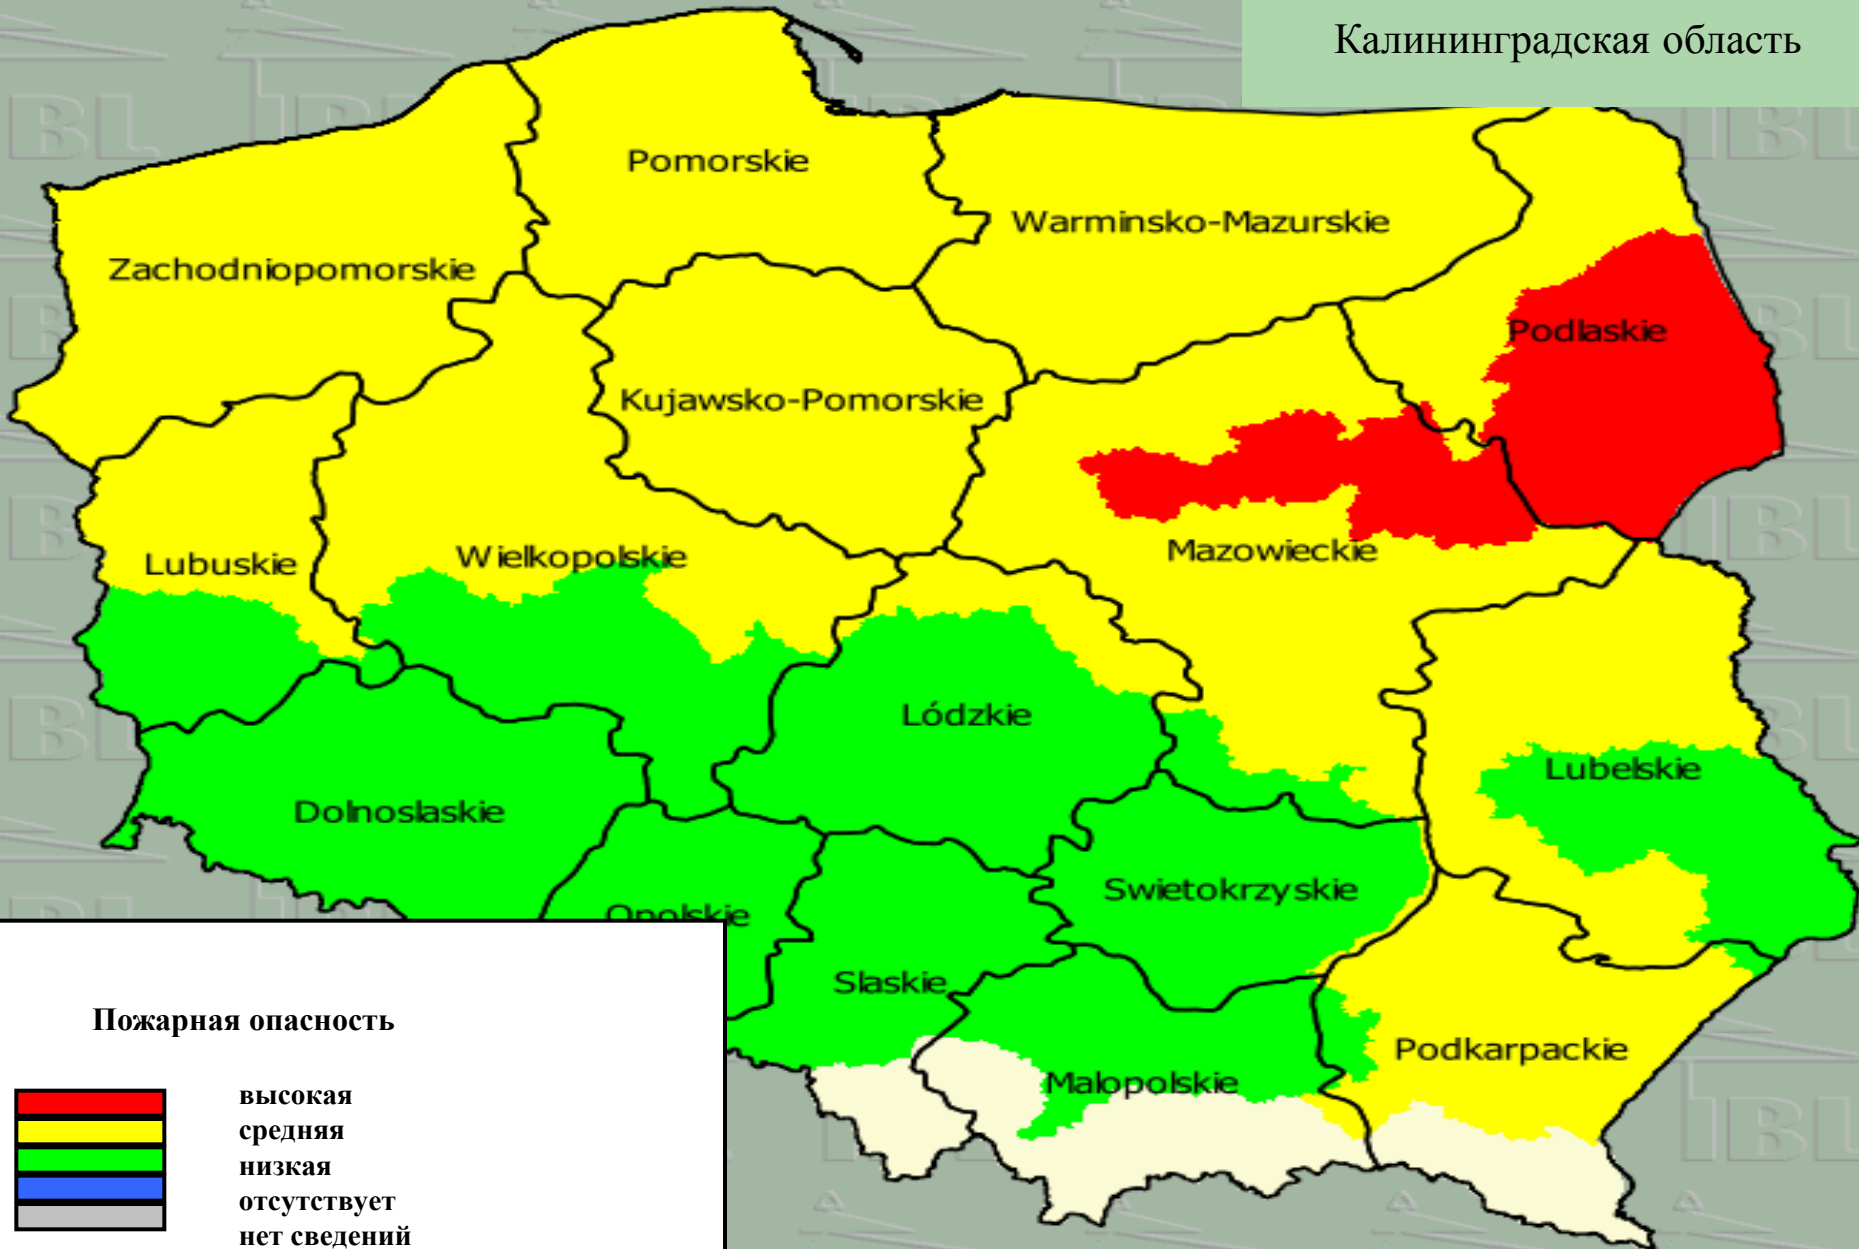 Калининградская область
Pomorskie
Warminsko-Mazurskie
Zachodniopomorskie
Podlaskie
Kujawsko-Pomorskie
Mazowieckie
Wielkopolskie
Lubuskie
Lódzkie
Lubelskie
Dolnoslaskie
Swietokrzyskie
Opolskie
Slaskie
Podkarpackie
Malopolskie
Пожарная опасность
высокая
средняя
низкая
отсутствует
нет сведений